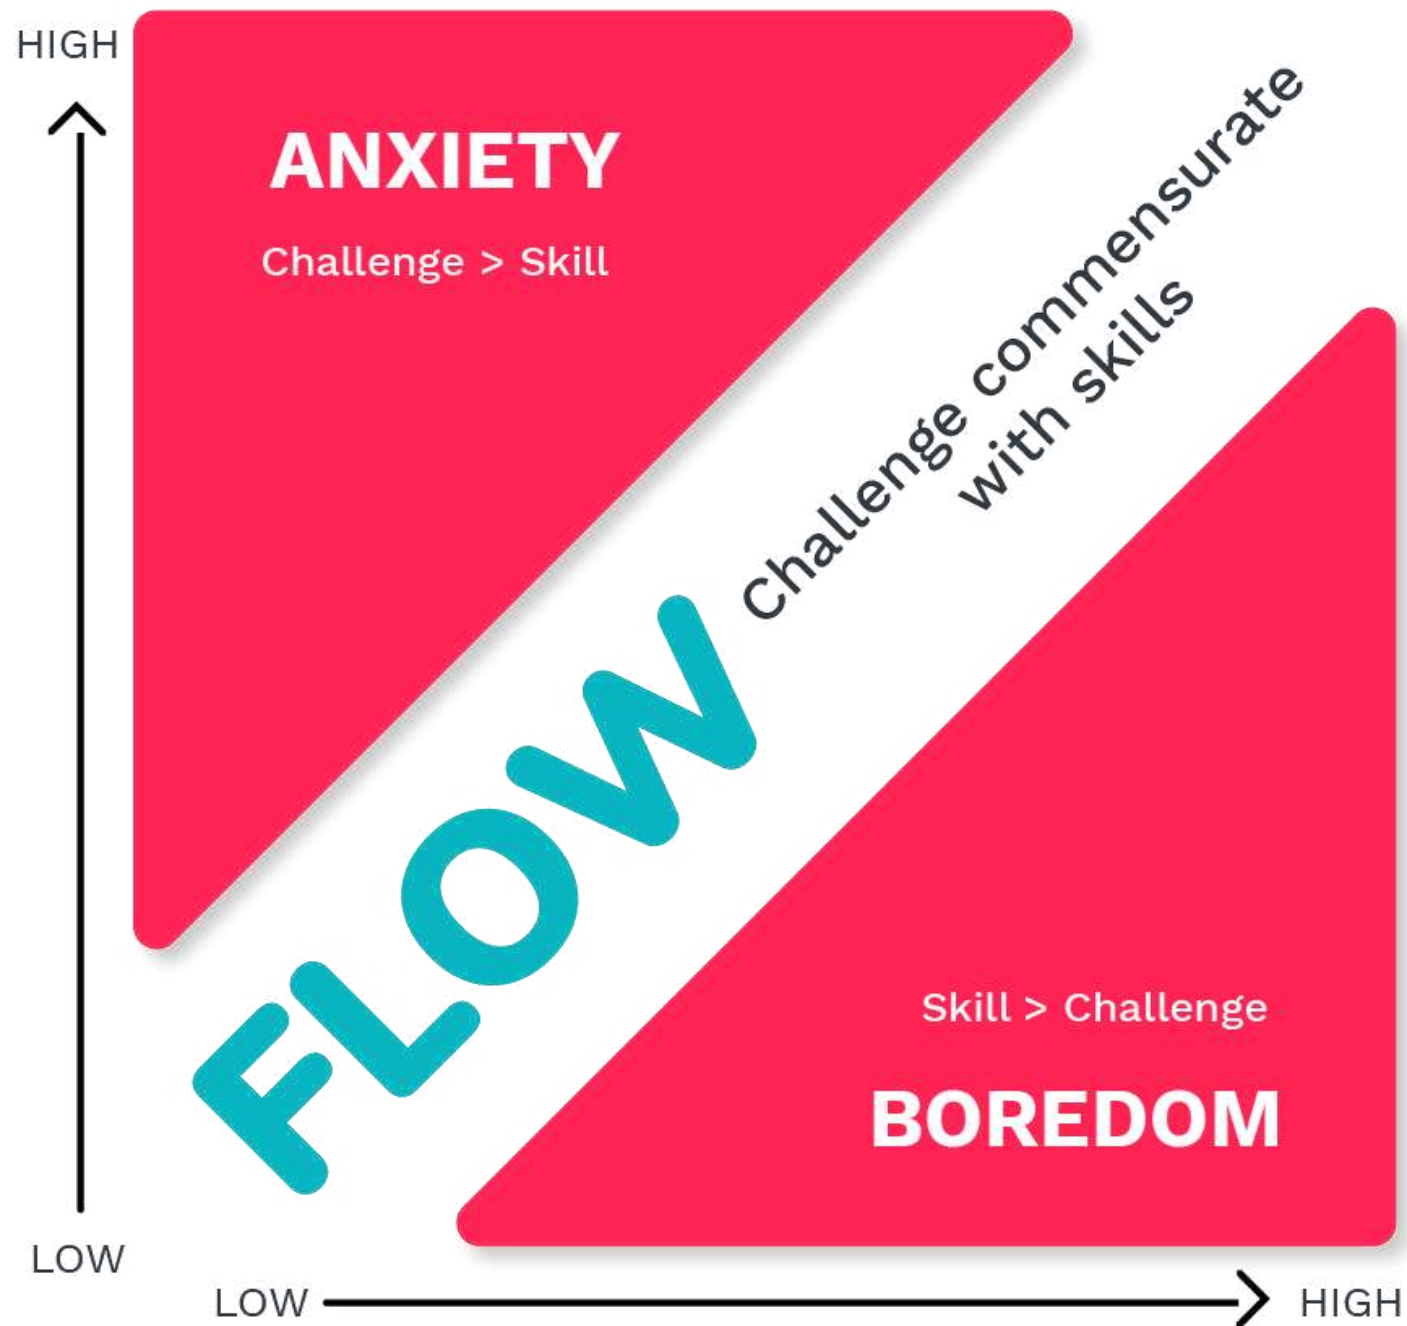 HIGH
ANXIETY
Challenge > Skill
Challenge commensurate
with skills
FLOW
Skill > Challenge
BOREDOM
LOW
LOW
HIGH